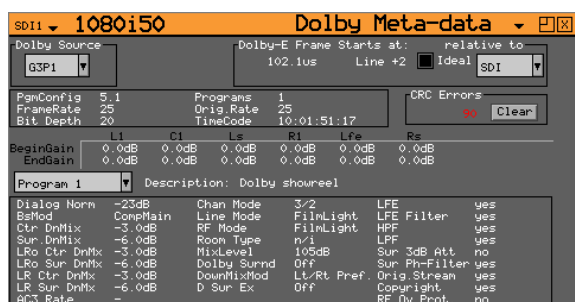 SDI1 1080i50 Dolby Meta-data
Dolby Source Dolby-E Frame Starts at: relative to
G3P1 102.1us Line +2 Ideal SDI
PgmConfig 5.1 Programs 1 CRC Errors
FrameRate 25 Orig.Rate 25 90 Clear
Bit Depth 20 TimeCode 10:01:51:17
L1 C1 Ls R1 Lfe Rs
BeginGain 0.0dB 0.0dB 0.0dB 0.0dB 0.0dB 0.0dB
EndGain 0.0dB 0.0dB 0.0dB 0.0dB 0.0dB 0.0dB
Program 1 Description: Dolby showreel
Dialog Norm -23dB Chan Mode 3/2 LFE yes
BsMod CompMain Line Mode FilmLight LFE Filter yes
Ctr DnMix -3.0dB RF Mode FilmLight HPF yes
Sur.DnMix -6.0dB Room Type n/i LPF yes
LRo Ctr DnMx -3.0dB MixLevel 105dB Sur 3dB Att no
LRo Sur DnMx -6.0dB Dolby Surnd Off Sur Ph-Filter yes
LR Ctr DnMx -3.0dB DownMixMod Lt/Rt Pref. Orig.Stream yes
LR Sur DnMx -6.0dB D Sur Ex Off Copyright yes
AC3 Rate - RF Ov Prot. no